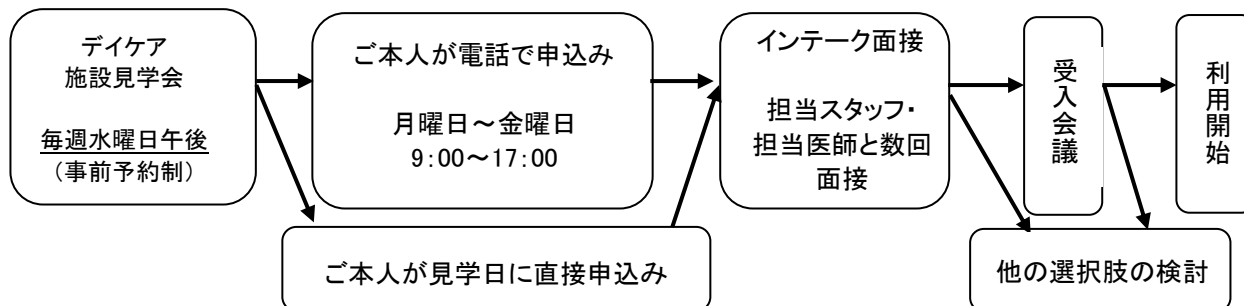 デイケア
施設見学会
毎週水曜日午後
（事前予約制）
ご本人が電話で申込み
月曜日～金曜日
9:00～17:00
ご本人が見学日に直接申込み
インテーク面接
担当スタッフ・
担当医師と数回
面接
受入会議
利用開始
他の選択肢の検討